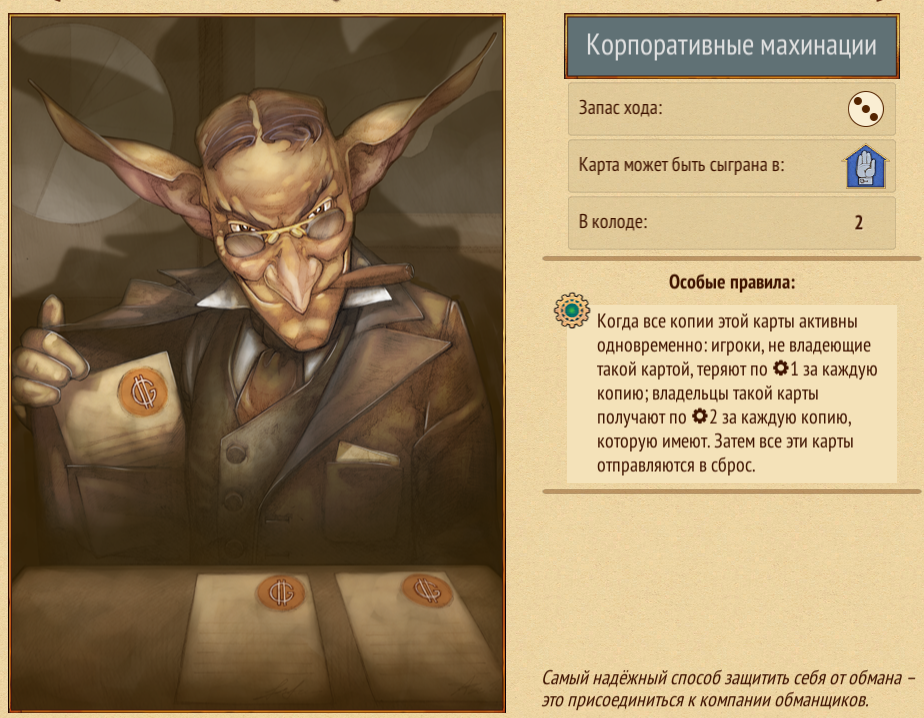 Корпоративные махинации
Запас хода:
Карта может быть сыграна в:
В колоде: 2
Особые правила:
Когда все копии этой карты активны
одновременно: игроки, не владеющие
такой картой, теряют по 1 за каждую
копию; владельцы такой карты
получают по 2 за каждую копию,
которую имеют. Затем все эти карты
отправляются в сброс.
Самый надёжный способ защитить себя от обмана –
это присоединиться к компании обманщиков.